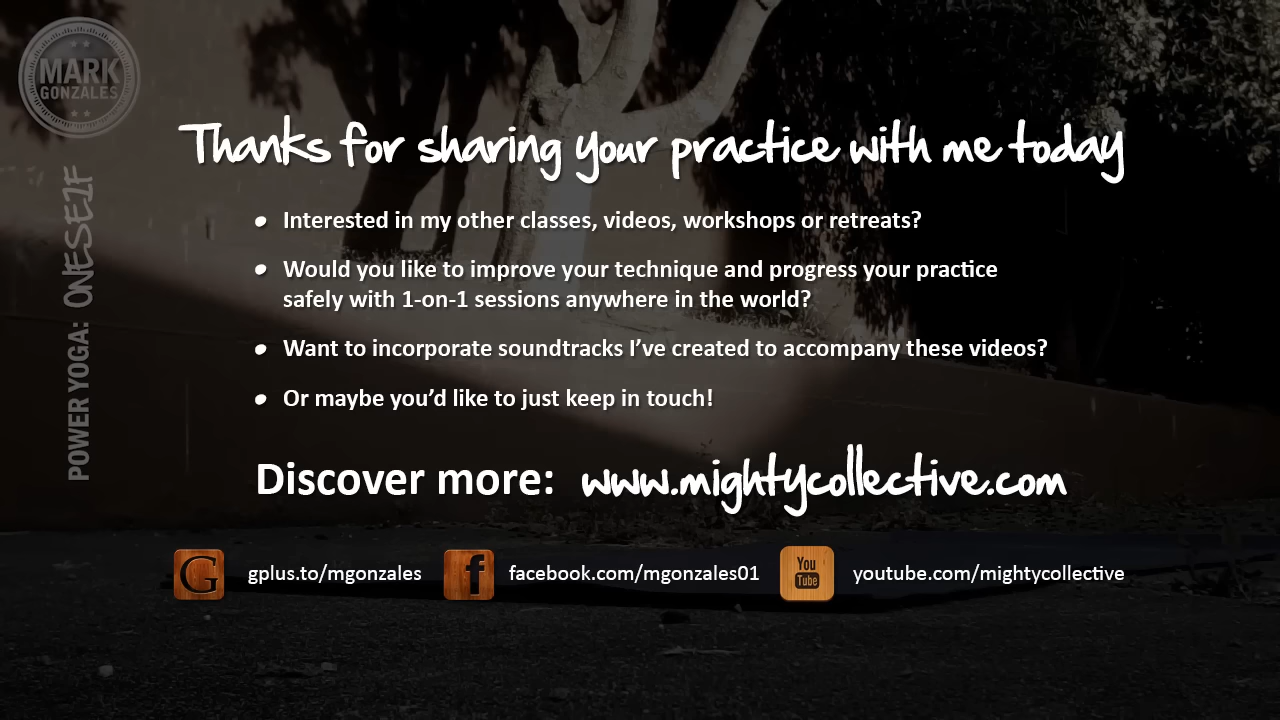 MARK
GONZALES
POWER YOGA: ONESELF
Thanks for sharing your practice with me today
• Interested in my other classes, videos, workshops or retreats?
• Would you like to improve your technique and progress your practice
safely with 1-on-1 sessions anywhere in the world?
• Want to incorporate soundtracks I’ve created to accompany these videos?
• Or maybe you’d like to just keep in touch!
Discover more: www.mightycollective.com
G gplus.to/mgonzales f facebook.com/mgonzales01 You Tube youtube.com/mightycollective